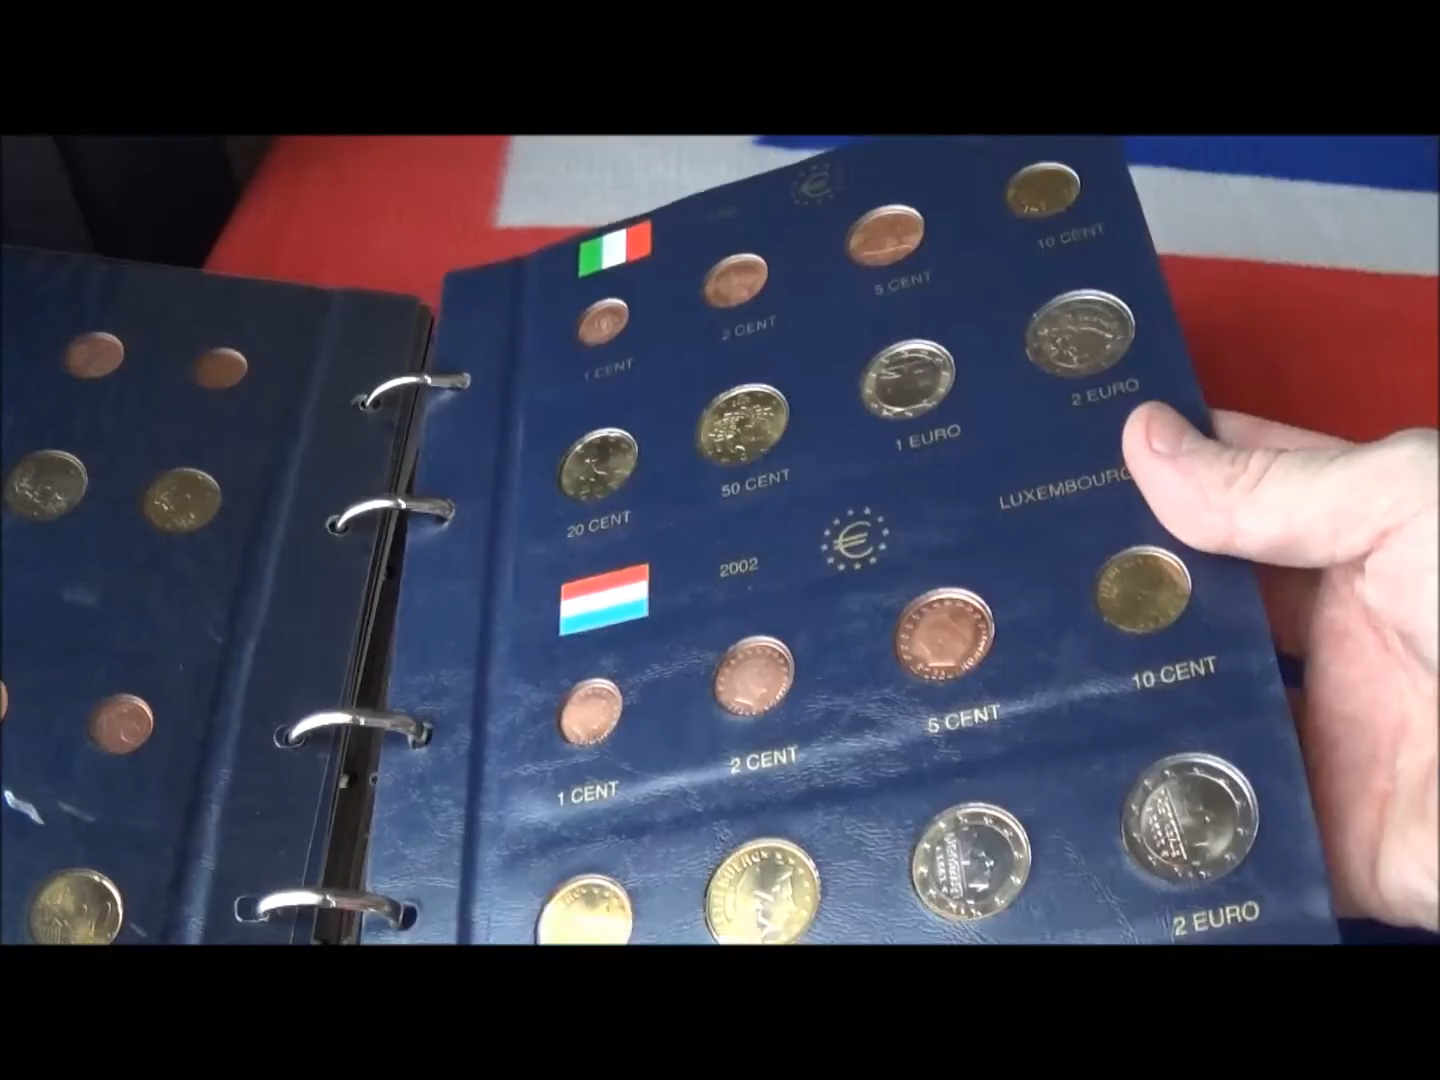 10 CENT
5 CENT
2 CENT
1 CENT
2 EURO
1 EURO
50 CENT
20 CENT
LUXEMBOURG
2002
€
10 CENT
5 CENT
2 CENT
1 CENT
2 EURO